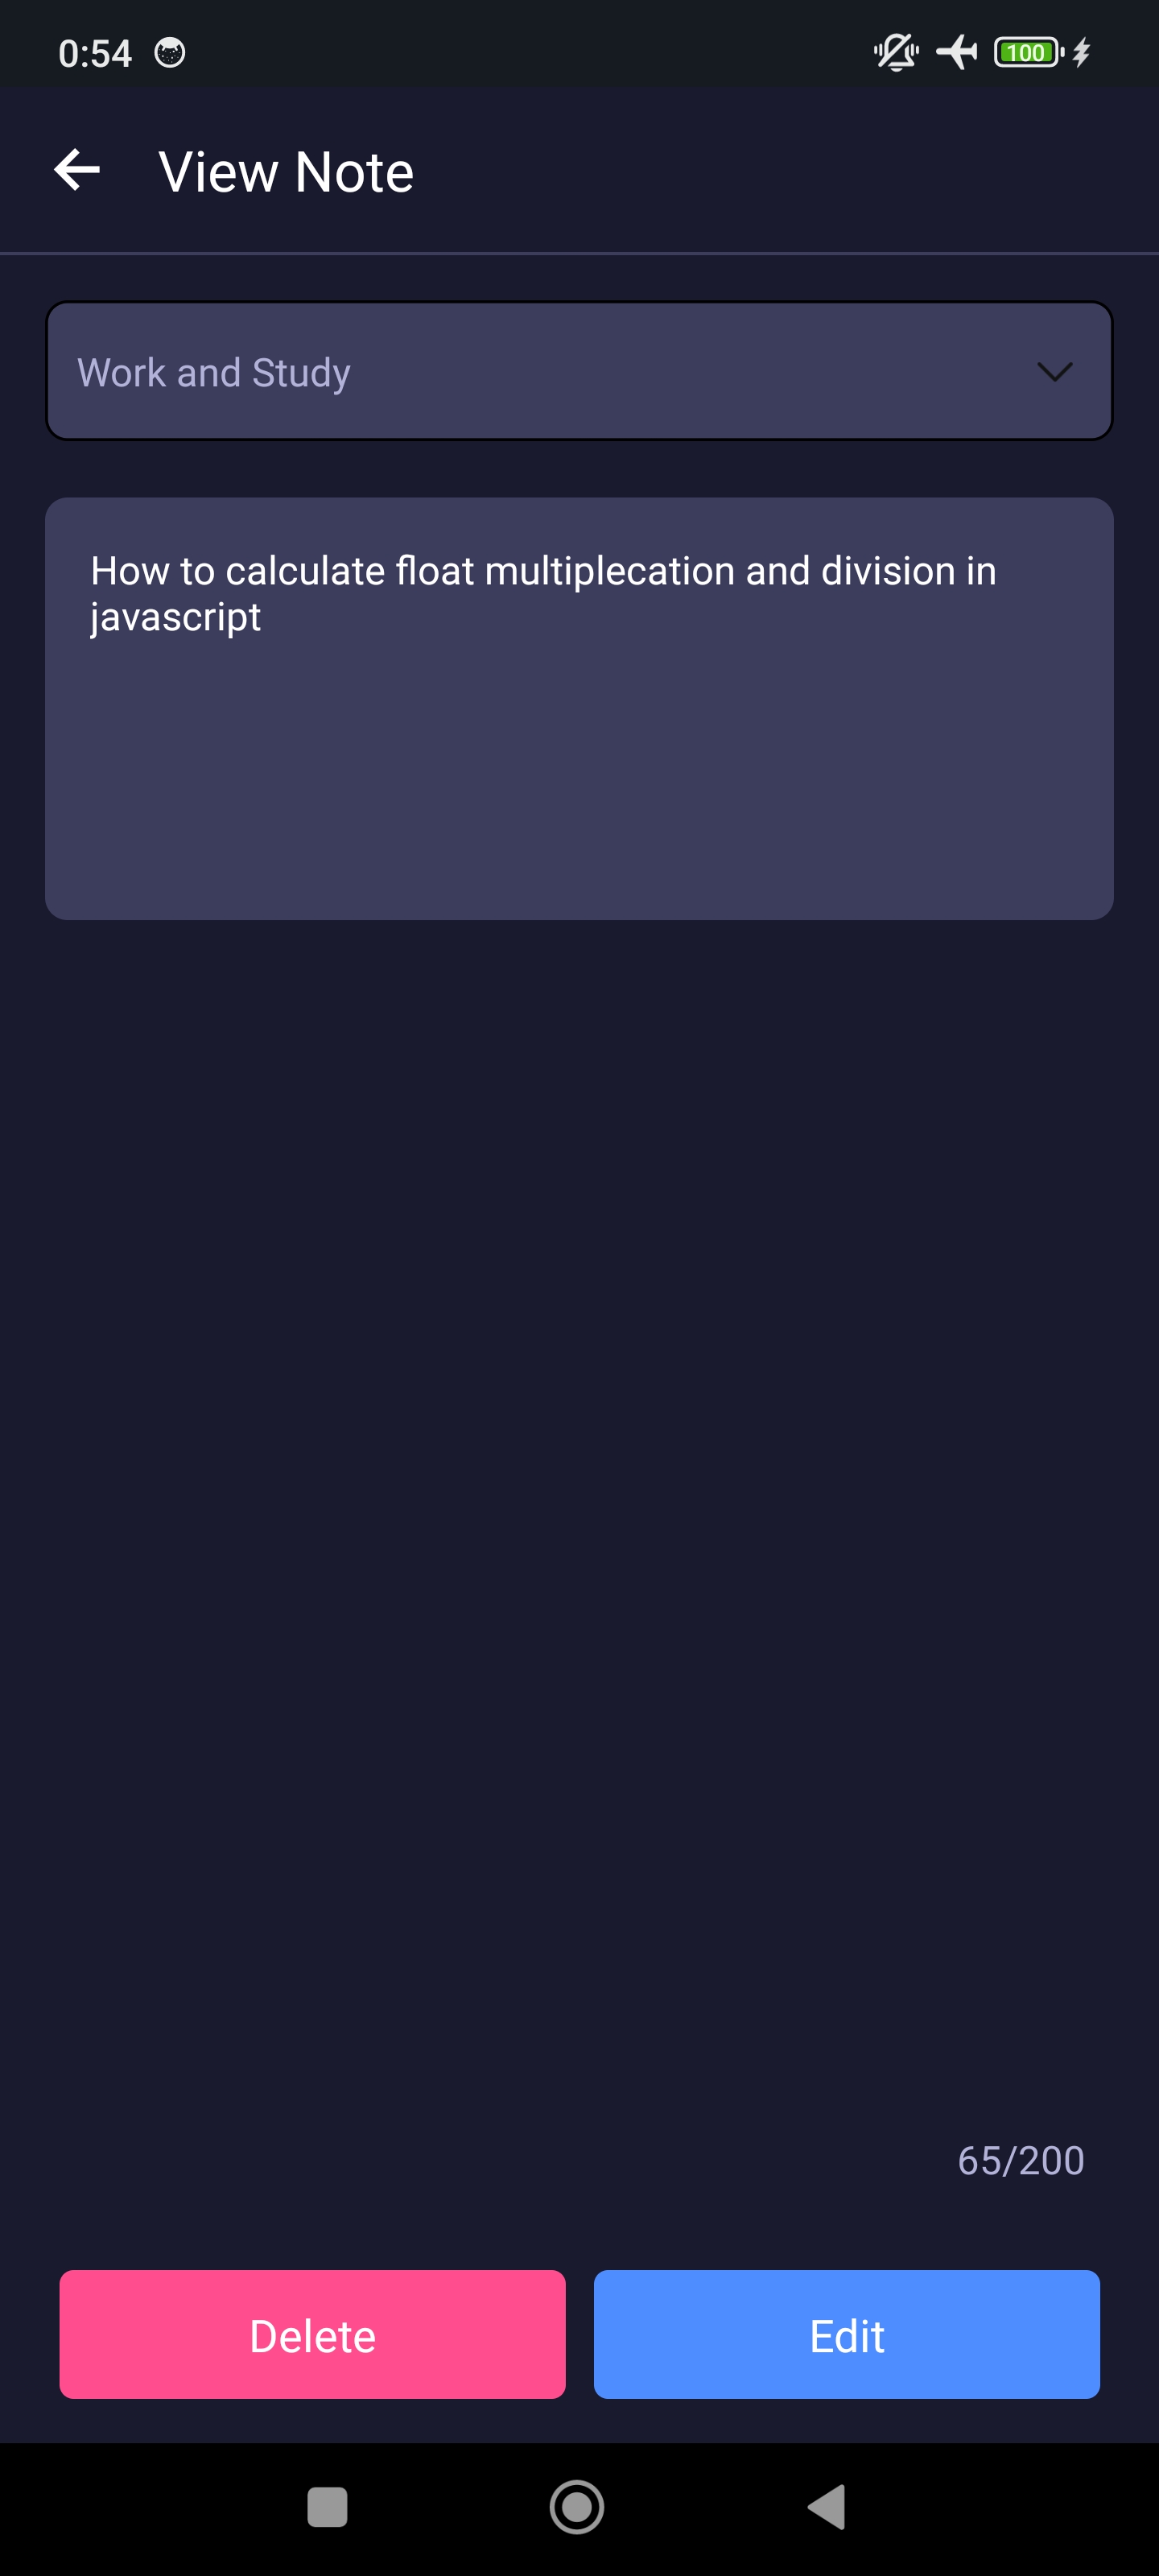 0:54
100
View Note
Work and Study
How to calculate float multiplecation and division in
javascript
65/200
Delete
Edit